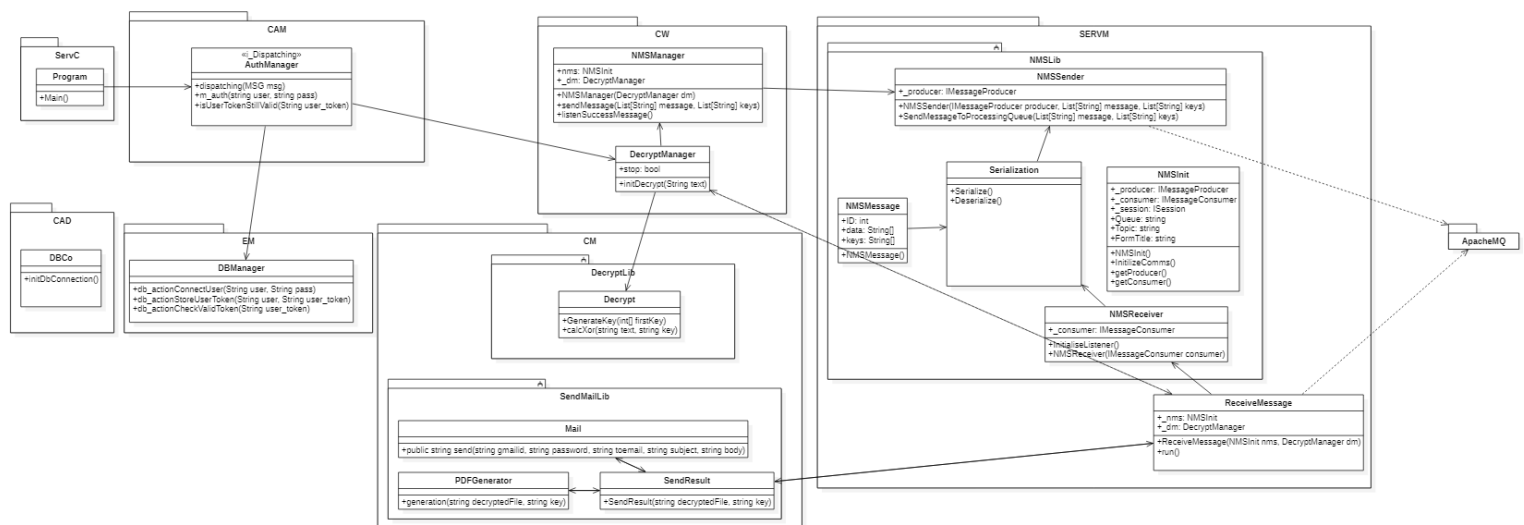 ServC
Program
+Main()
CAM
«i_Dispatching»
AuthManager
+dispatching(MSG msg)
+m_auth(string user, string pass)
+isUserTokenStillValid(String user_token)
CAD
DBCo
+initDbConnection()
EM
DBManager
+db_actionConnectUser(String user, String pass)
+db_actionStoreUserToken(String user, String user_token)
+db_actionCheckValidToken(String user_token)
CW
NMSManager
+nms: NMSInit
+_dm: DecryptManager
+NMSManager(DecryptManager dm)
+sendMessage(List[String] message, List[String] keys)
+listenSuccessMessage()
DecryptManager
+stop: bool
+initDecrypt(String text)
CM
DecryptLib
Decrypt
+GenerateKey(int[] firstKey)
+calcXor(string text, string key)
SendMailLib
Mail
+public string send(string gmailid, string password, string toemail, string subject, string body)
PDFGenerator
+generation(string decryptedFile, string key)
SendResult
+SendResult(string decryptedFile, string key)
SERVM
NMSLib
NMSSender
+_producer: IMessageProducer
+NMSSender(IMessageProducer producer, List[String] message, List[String] keys)
+SendMessageToProcessingQueue(List[String] message, List[String] keys)
Serialization
+Serialize()
+Deserialize()
NMSInit
+_producer: IMessageProducer
+_consumer: IMessageConsumer
+_session: ISession
+Queue: string
+Topic: string
+FormTitle: string
+NMSInit()
+InitilizeComms()
+getProducer()
+getConsumer()
NMSMessage
+ID: int
+data: String[]
+keys: String[]
+NMSMessage()
NMSReceiver
+_consumer: IMessageConsumer
+InitialiseListener()
+NMSReceiver(IMessageConsumer consumer)
ReceiveMessage
+_nms: NMSInit
+_dm: DecryptManager
+ReceiveMessage(NMSInit nms, DecryptManager dm)
+run()
ApacheMQ